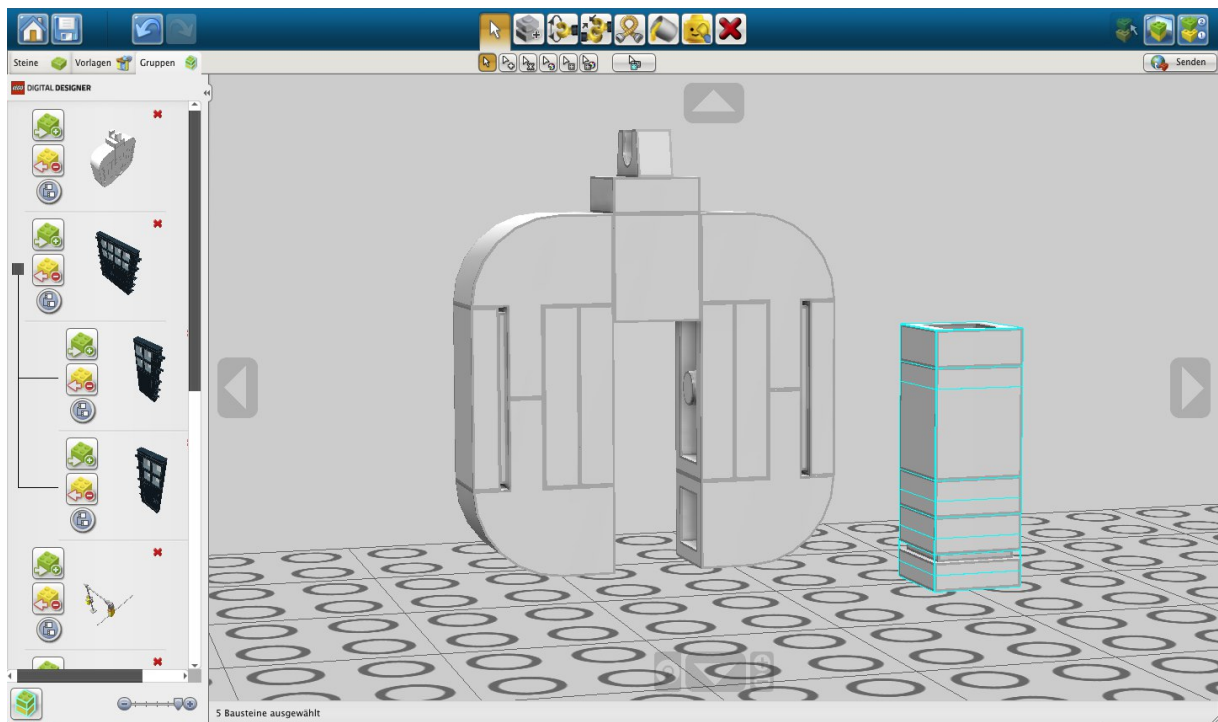 Steine Vorlagen Gruppen
Senden
LEGO DIGITAL DESIGNER
5 Bausteine ausgewählt